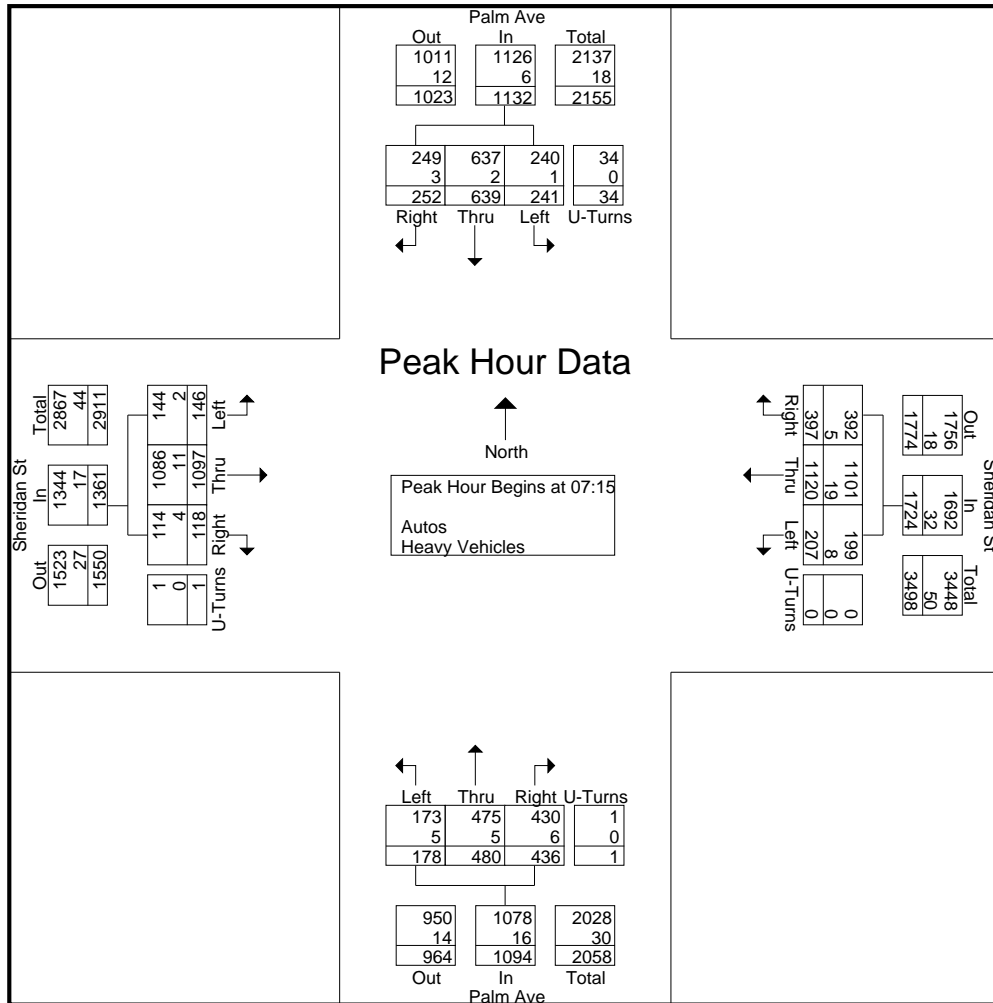 Palm Ave
Out In Total
1011 1126 2137
12 6 18
1023 1132 2155
249 637 240 34
3 2 1 0
252 639 241 34
Right Thru Left U-Turns
Peak Hour Data
North
Peak Hour Begins at 07:15
Autos
Heavy Vehicles
Sheridan St
Total In Out
2867 1344 1523
44 17 27
2911 1361 1550
144 1086 114 1
2 11 4 0
146 1097 118 1
Left Thru Right U-Turns
Sheridan St
Out In Total
1756 1692 3448
18 32 50
1774 1724 3498
392 1101 199 0
5 19 8 0
397 1120 207 0
Right Thru Left U-Turns
Left Thru Right U-Turns
173 475 430 1
5 5 6 0
178 480 436 1
950 1078 2028
14 16 30
964 1094 2058
Out In Total
Palm Ave